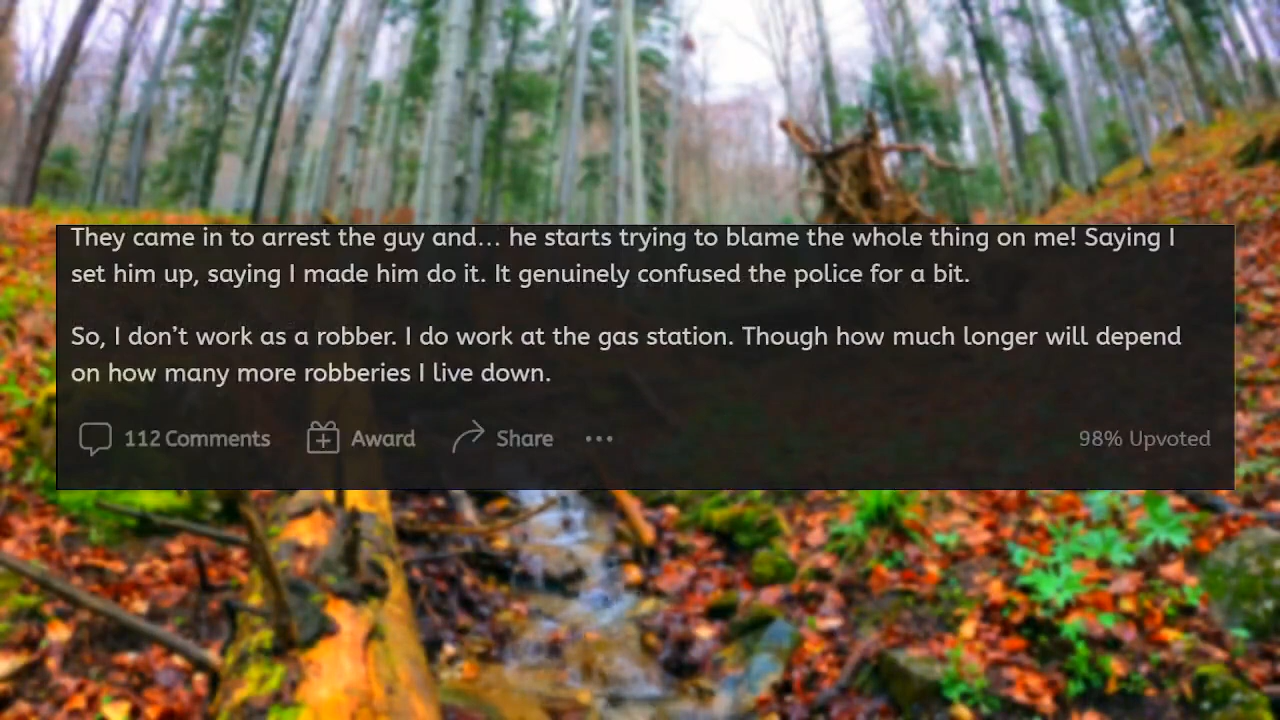 They came in to arrest the guy and... he starts trying to blame the whole thing on me! Saying I
set him up, saying I made him do it. It genuinely confused the police for a bit.
So, I don’t work as a robber. I do work at the gas station. Though how much longer will depend
on how many more robberies I live down.
112 Comments Award Share ••• 98% Upvoted